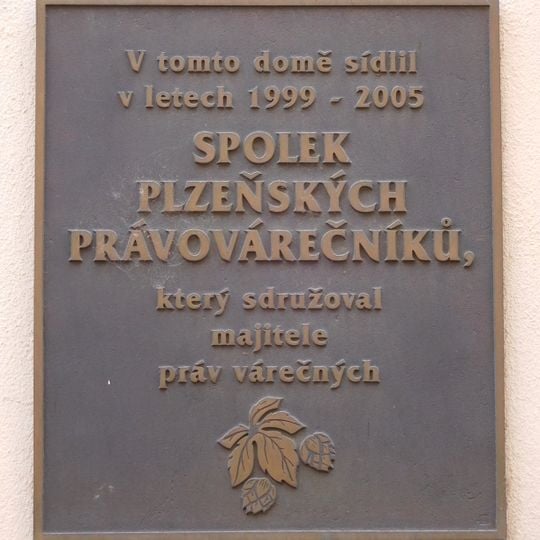 V tomto domě sídlil
v letech 1999 - 2005
SPOLEK
PLZEŇSKÝCH
PRÁVOVÁREČNÍKŮ,
který sdružoval
majitele
práv várečných